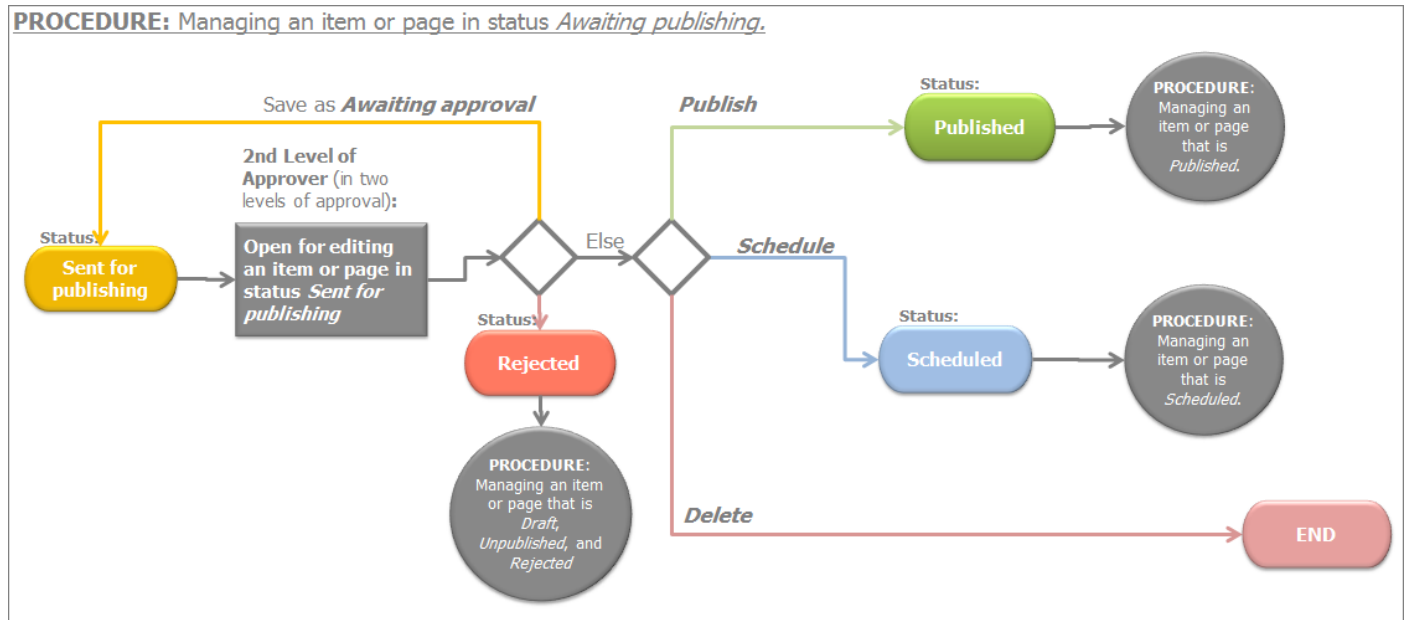 PROCEDURE: Managing an item or page in status Awaiting publishing.
Save as Awaiting approval
2nd Level of
Approver (in two
levels of approval):
Status:
Sent for
publishing
Open for editing
an item or page in
status Sent for
publishing
Else
Status:
Rejected
PROCEDURE:
Managing an item
or page that is
Draft,
Unpublished, and
Rejected
Publish
Status:
Published
PROCEDURE:
Managing an
item or page
that is
Published.
Schedule
Status:
Scheduled
PROCEDURE:
Managing an
item or page
that is
Scheduled.
Delete
END